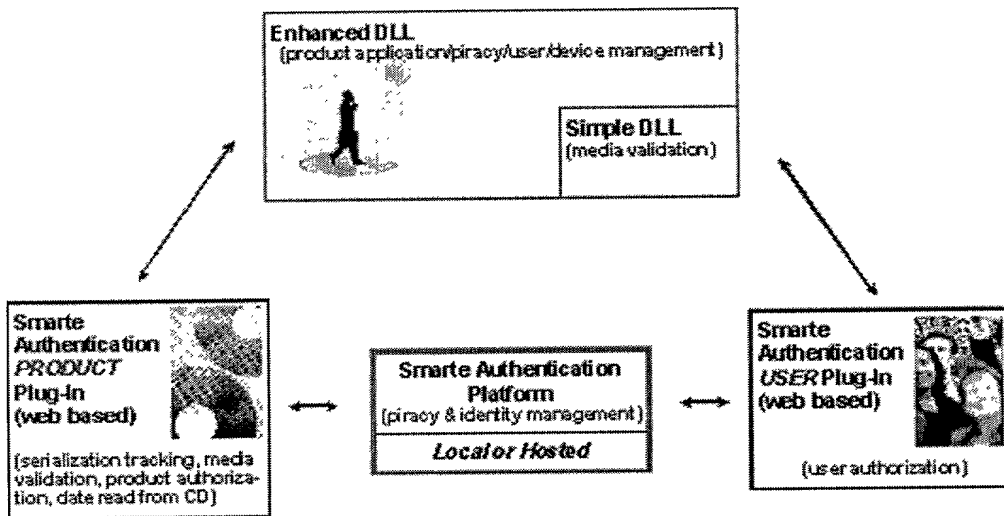 Enhanced DLL
(product application/piracy/user/device management)
Simple DLL
(media validation)
Smarte
Authentication
PRODUCT
Plug-In
(web based)
(serialization tracking, media
validation, product authoriza-
tion, date read from CD)
Smarte Authentication
Platform
(piracy & identity management)
Local or Hosted
Smarte
Authentication
USER Plug-In
(web based)
(user authorization)